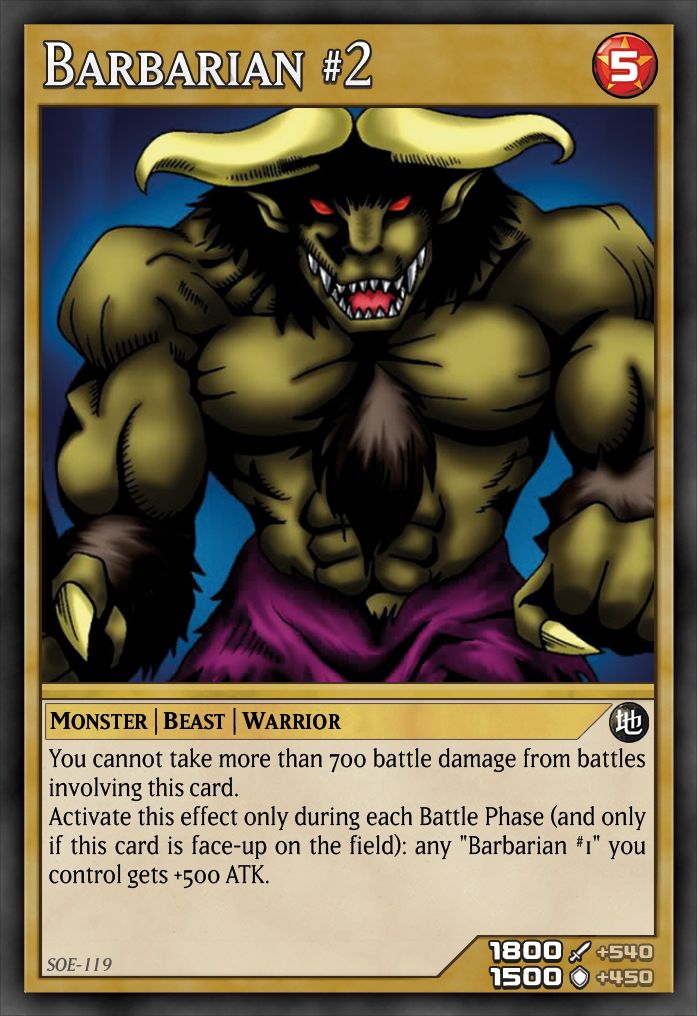 Barbarian #2
5
Monster | Beast | Warrior
You cannot take more than 700 battle damage from battles
involving this card.
Activate this effect only during each Battle Phase (and only
if this card is face-up on the field): any "Barbarian #1" you
control gets +500 ATK.
1800 +540
SOE-119
1500 +450